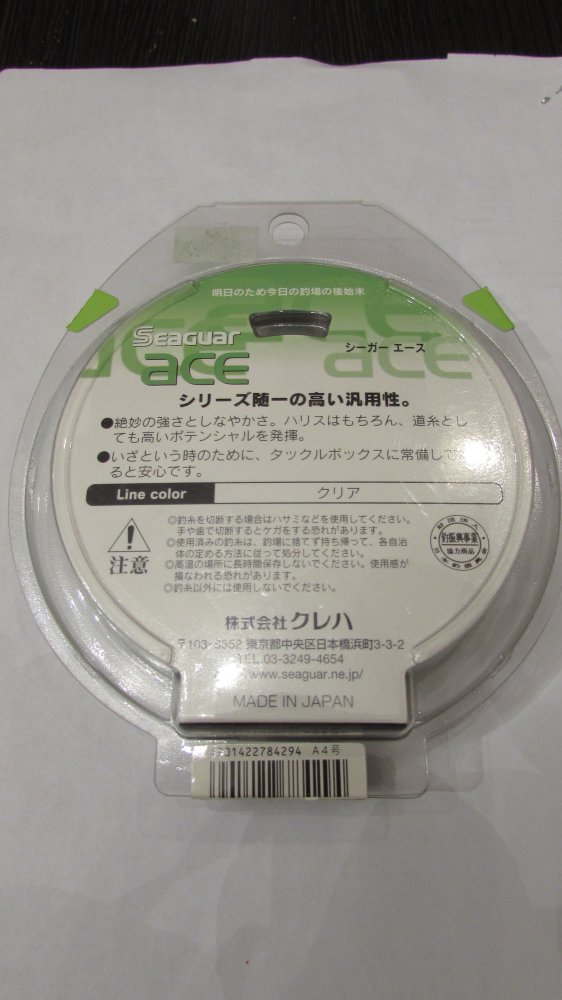 明日のため今日の釣場の後始末
Seaguar
ace
シーガー エース
シリーズ随一の高い汎用性。
●絶妙の強さとしなやかさ。ハリスはもちろん、道糸とし
ても高いポテンシャルを発揮。
●いざという時のために、タックルボックスに常備して
ると安心です。
Line color
クリア
注意
◎釣糸を切断する場合はハサミなどを使用してください。
手や歯で切断するとケガをする恐れがあります。
◎使用済みの釣糸は、釣場に捨てず持ち帰って、各自治
体の定める方法に従って処分してください。
◎高温の場所に長時間保存しないでください。使用感が
損なわれる恐れがあります。
◎釣糸以外には使用しないでください。
財団法人
釣振興事業
協力商品
株式会社クレハ
東京都中央区日本橋浜町3-3-2
TEL.03-3249-4654
www.seaguar.ne.jp/
MADE IN JAPAN
01422784294 A4号